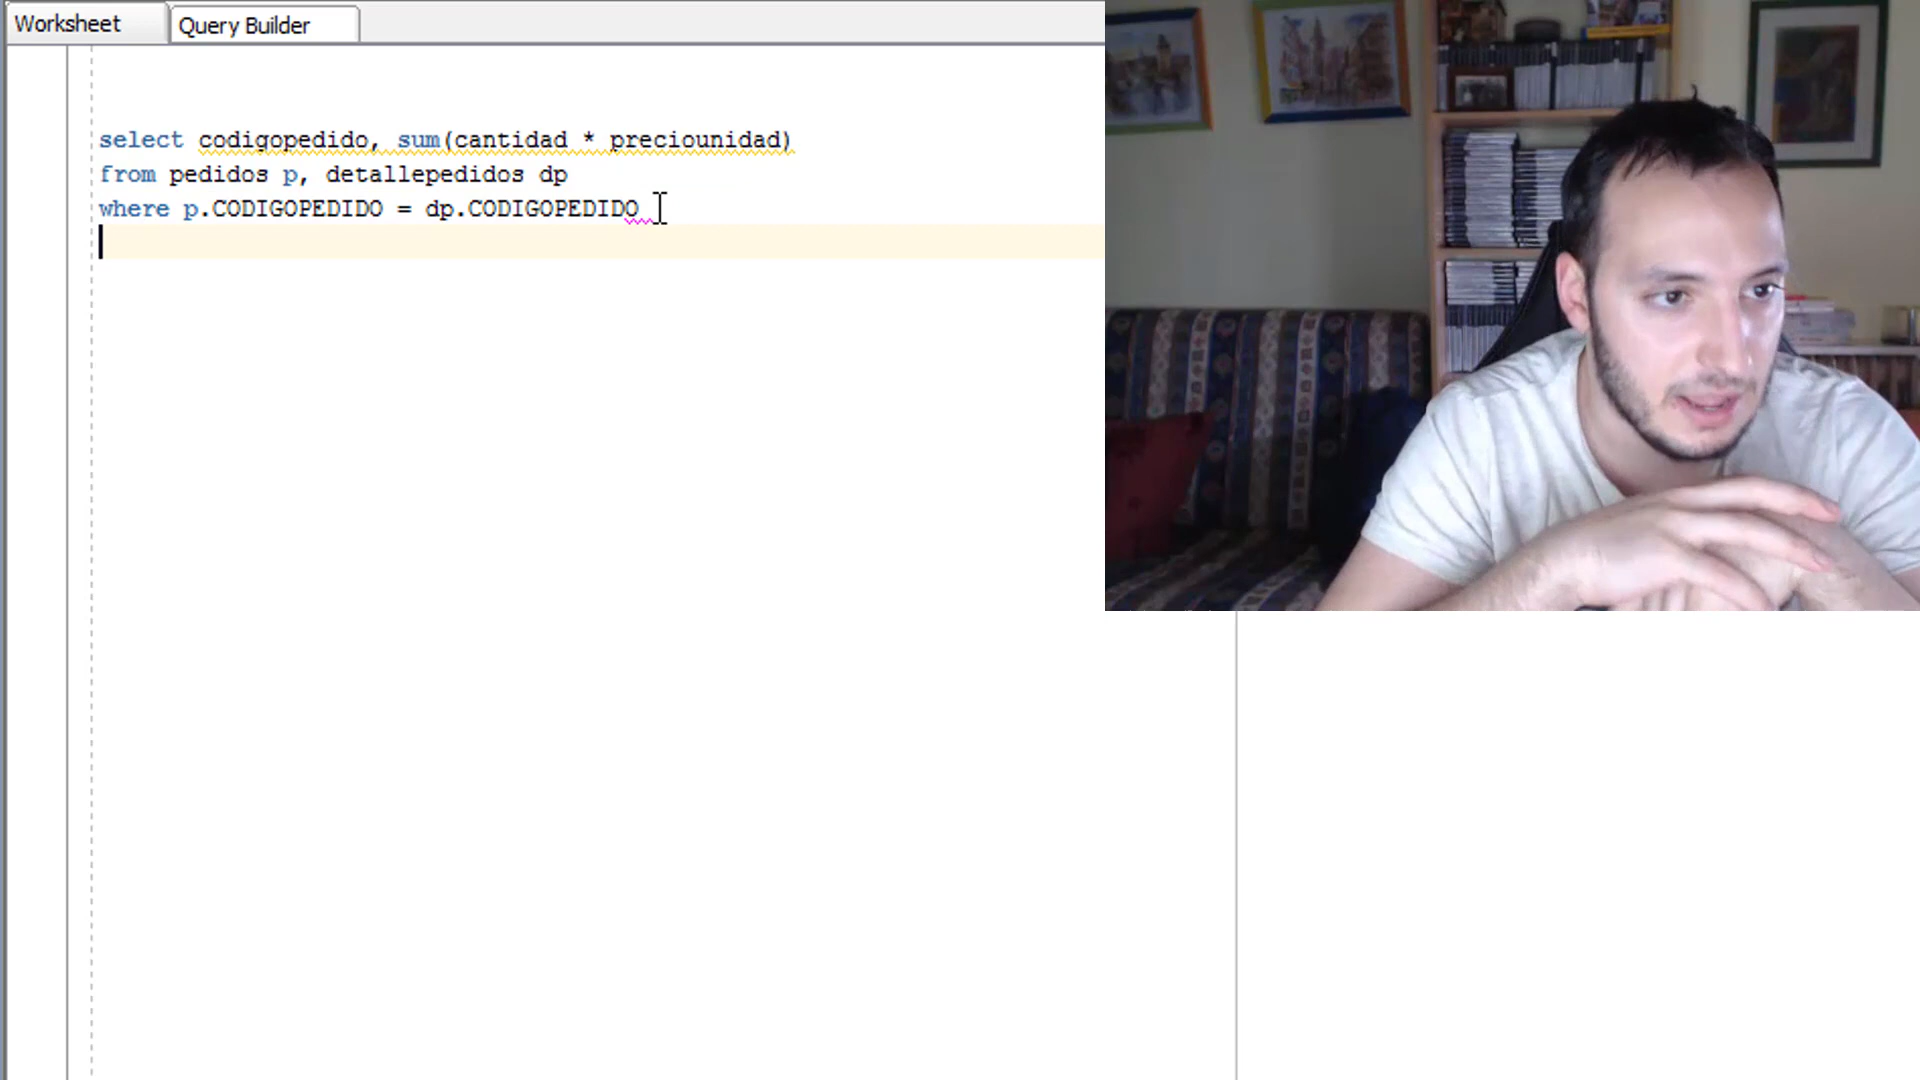 Worksheet
Query Builder
select codigopedido, sum(cantidad * preciounidad)
from pedidos p, detallepedidos dp
where p.CODIGOPEDIDO = dp.CODIGOPEDIDO